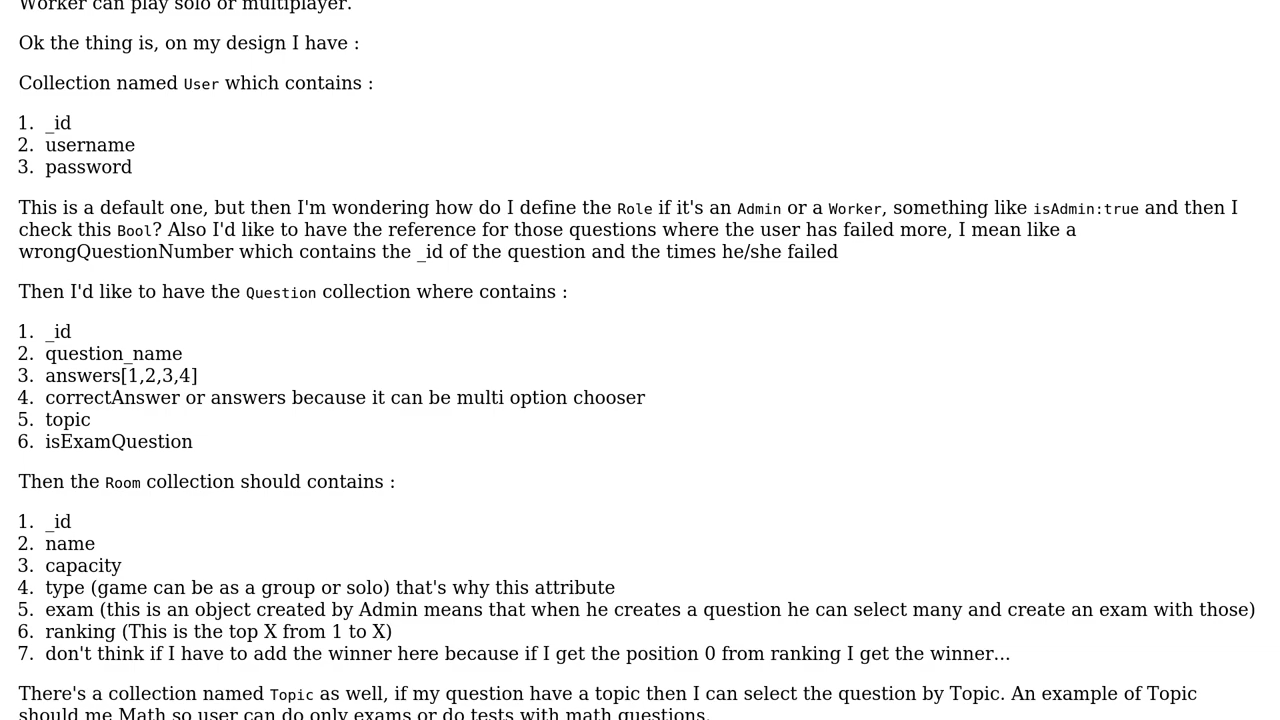 Worker can play solo or multiplayer.
Ok the thing is, on my design I have :
Collection named User which contains :
1. _id
2. username
3. password
This is a default one, but then I'm wondering how do I define the Role if it's an Admin or a Worker, something like isAdmin:true and then I
check this Bool? Also I'd like to have the reference for those questions where the user has failed more, I mean like a
wrongQuestionNumber which contains the _id of the question and the times he/she failed
Then I'd like to have the Question collection where contains :
1. _id
2. question_name
3. answers[1,2,3,4]
4. correctAnswer or answers because it can be multi option chooser
5. topic
6. isExamQuestion
Then the Room collection should contains :
1. _id
2. name
3. capacity
4. type (game can be as a group or solo) that's why this attribute
5. exam (this is an object created by Admin means that when he creates a question he can select many and create an exam with those)
6. ranking (This is the top X from 1 to X)
7. don't think if I have to add the winner here because if I get the position 0 from ranking I get the winner...
There's a collection named Topic as well, if my question have a topic then I can select the question by Topic. An example of Topic
should me Math so user can do only exams or do tests with math questions.